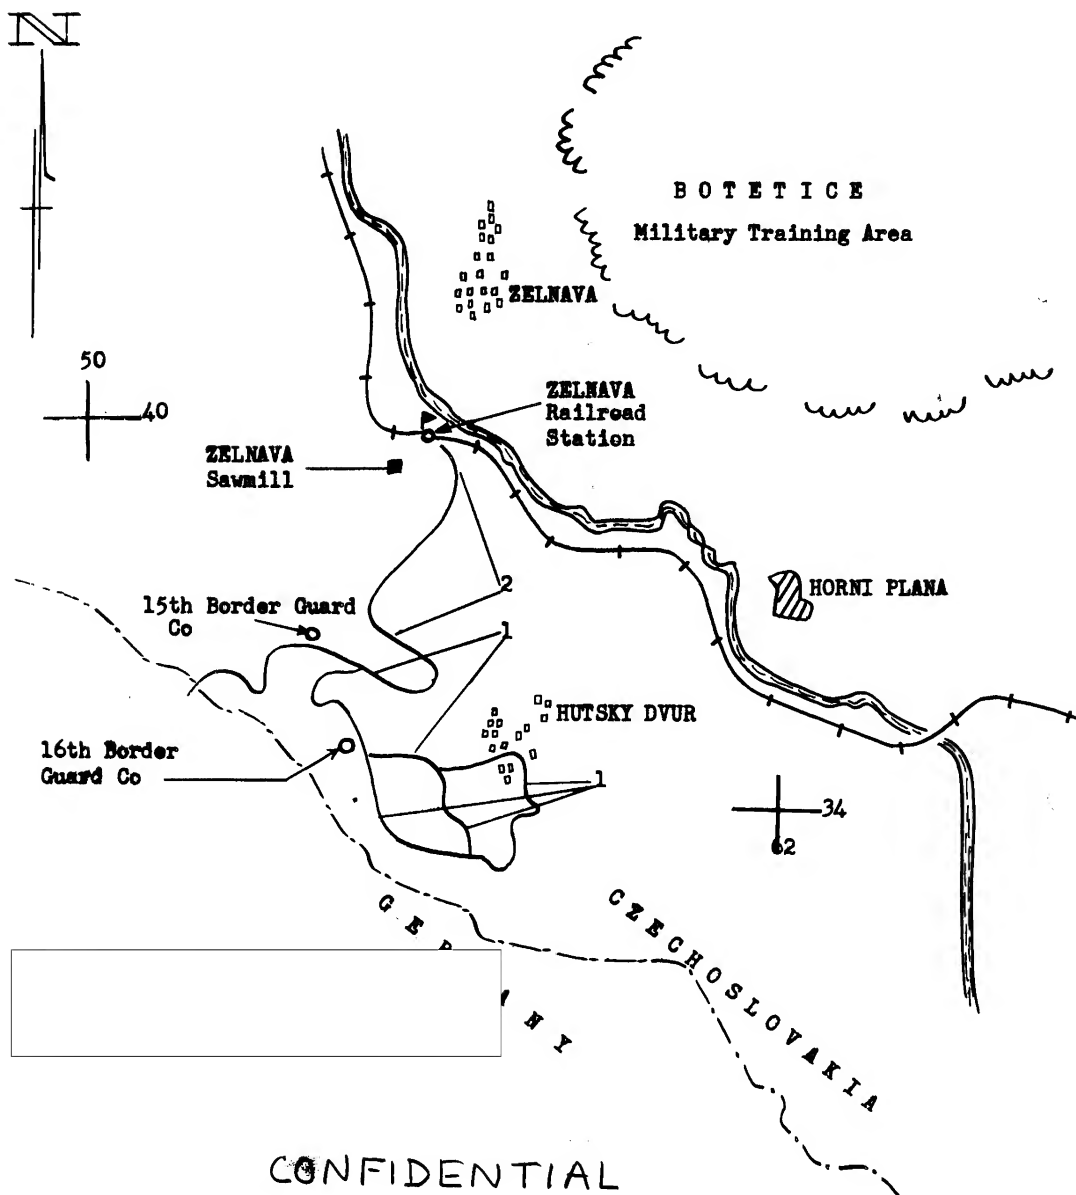 N
BOTETICE
Military Training Area
ZELNAVA
50
40
ZELNAVA
Railroad
Station
ZELNAVA
Sawmill
2
15th Border Guard
Co
HORNI PLANA
1
HUTSKY DVUR
16th Border
Guard Co
1
34
62
CZECHOSLOVAKIA
GE
NY
CONFIDENTIAL